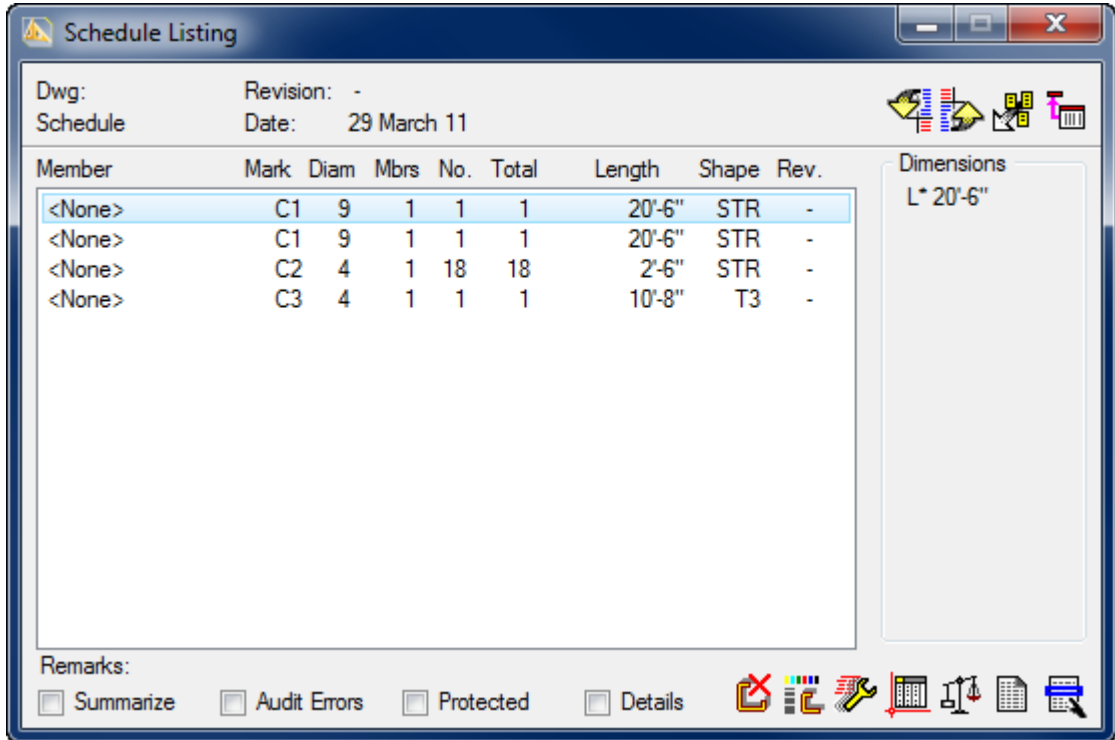 Schedule Listing
Dwg: Revision: -
Schedule Date: 29 March 11
Member Mark Diam Mbrs No. Total Length Shape Rev. Dimensions
<None> C1 9 1 1 1 20'-6" STR - L* 20'-6"
<None> C1 9 1 1 1 20'-6" STR -
<None> C2 4 1 18 18 2'-6" STR -
<None> C3 4 1 1 1 10'-8" T3 -
Remarks:
Summarize Audit Errors Protected Details